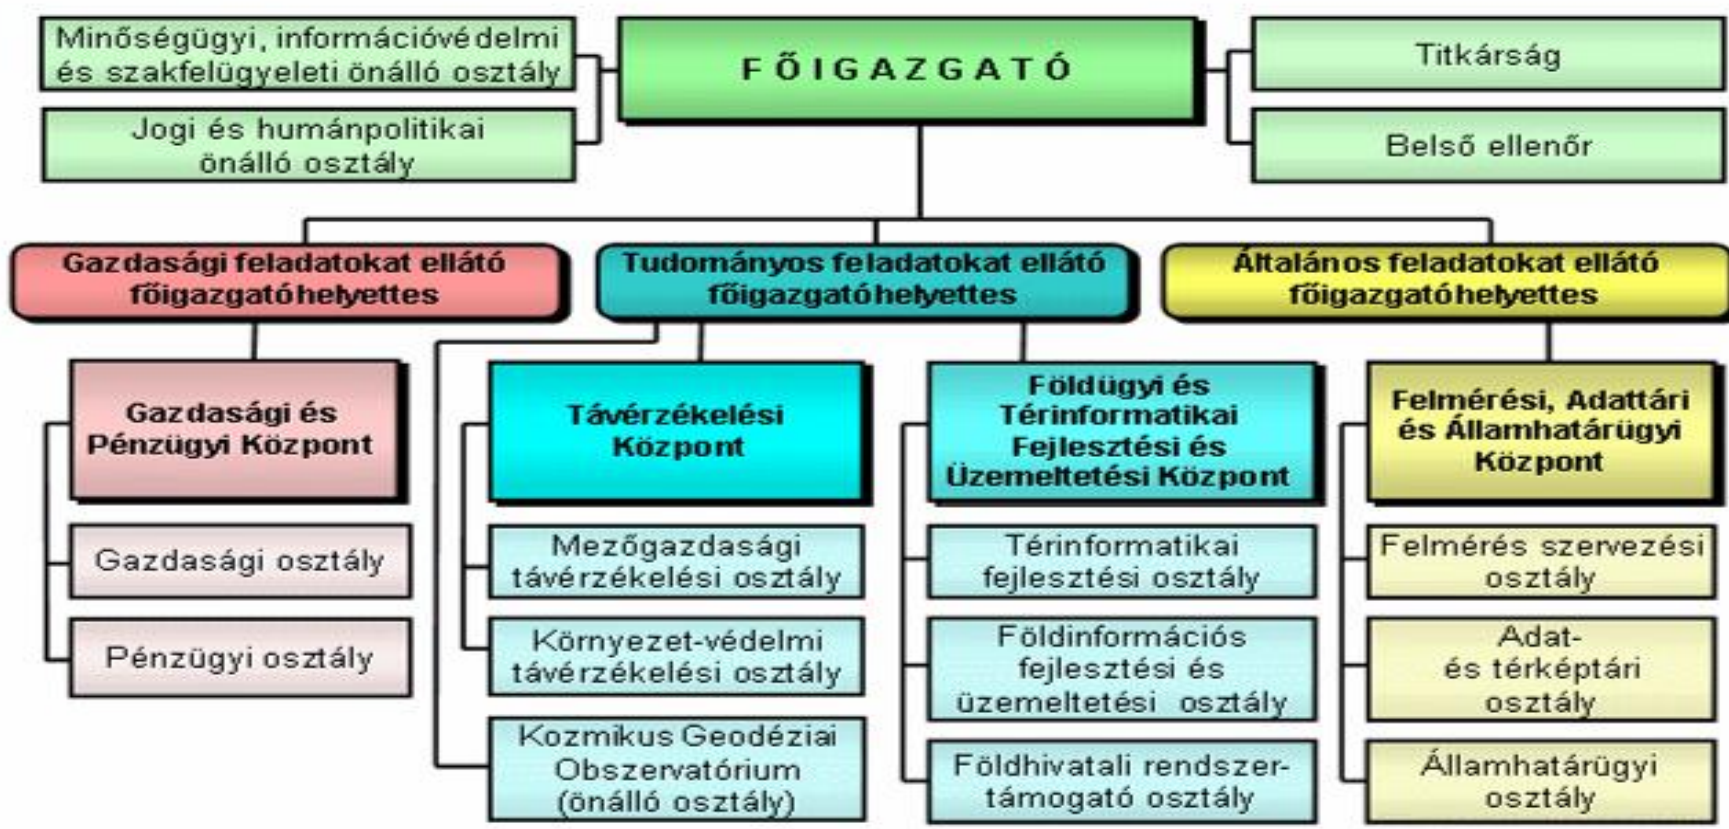 Minőségügyi, információvédelmi
és szakfelügyeleti önálló osztály
Jogi és humánpolitikai
önálló osztály
FŐIGAZGATÓ
Titkárság
Belső ellenőr
Gazdasági feladatokat ellátó
főigazgatóhelyettes
Tudományos feladatokat ellátó
főigazgatóhelyettes
Általános feladatokat ellátó
főigazgatóhelyettes
Gazdasági és
Pénzügyi Központ
Gazdasági osztály
Pénzügyi osztály
Távérzékelési
Központ
Mezőgazdasági
távérzékelési osztály
Környezet-védelmi
távérzékelési osztály
Kozmikus Geodéziai
Obszervatórium
(önálló osztály)
Földügyi és
Térinformatikai
Fejlesztési és
Üzemeltetési Központ
Térinformatikai
fejlesztési osztály
Földinformációs
fejlesztési és
üzemeltetési osztály
Földhivatali rendszer-
támogató osztály
Felmérési, Adattári
és Államhatárügyi
Központ
Felmérés szervezési
osztály
Adat-
és térképtári
osztály
Államhatárügyi
osztály